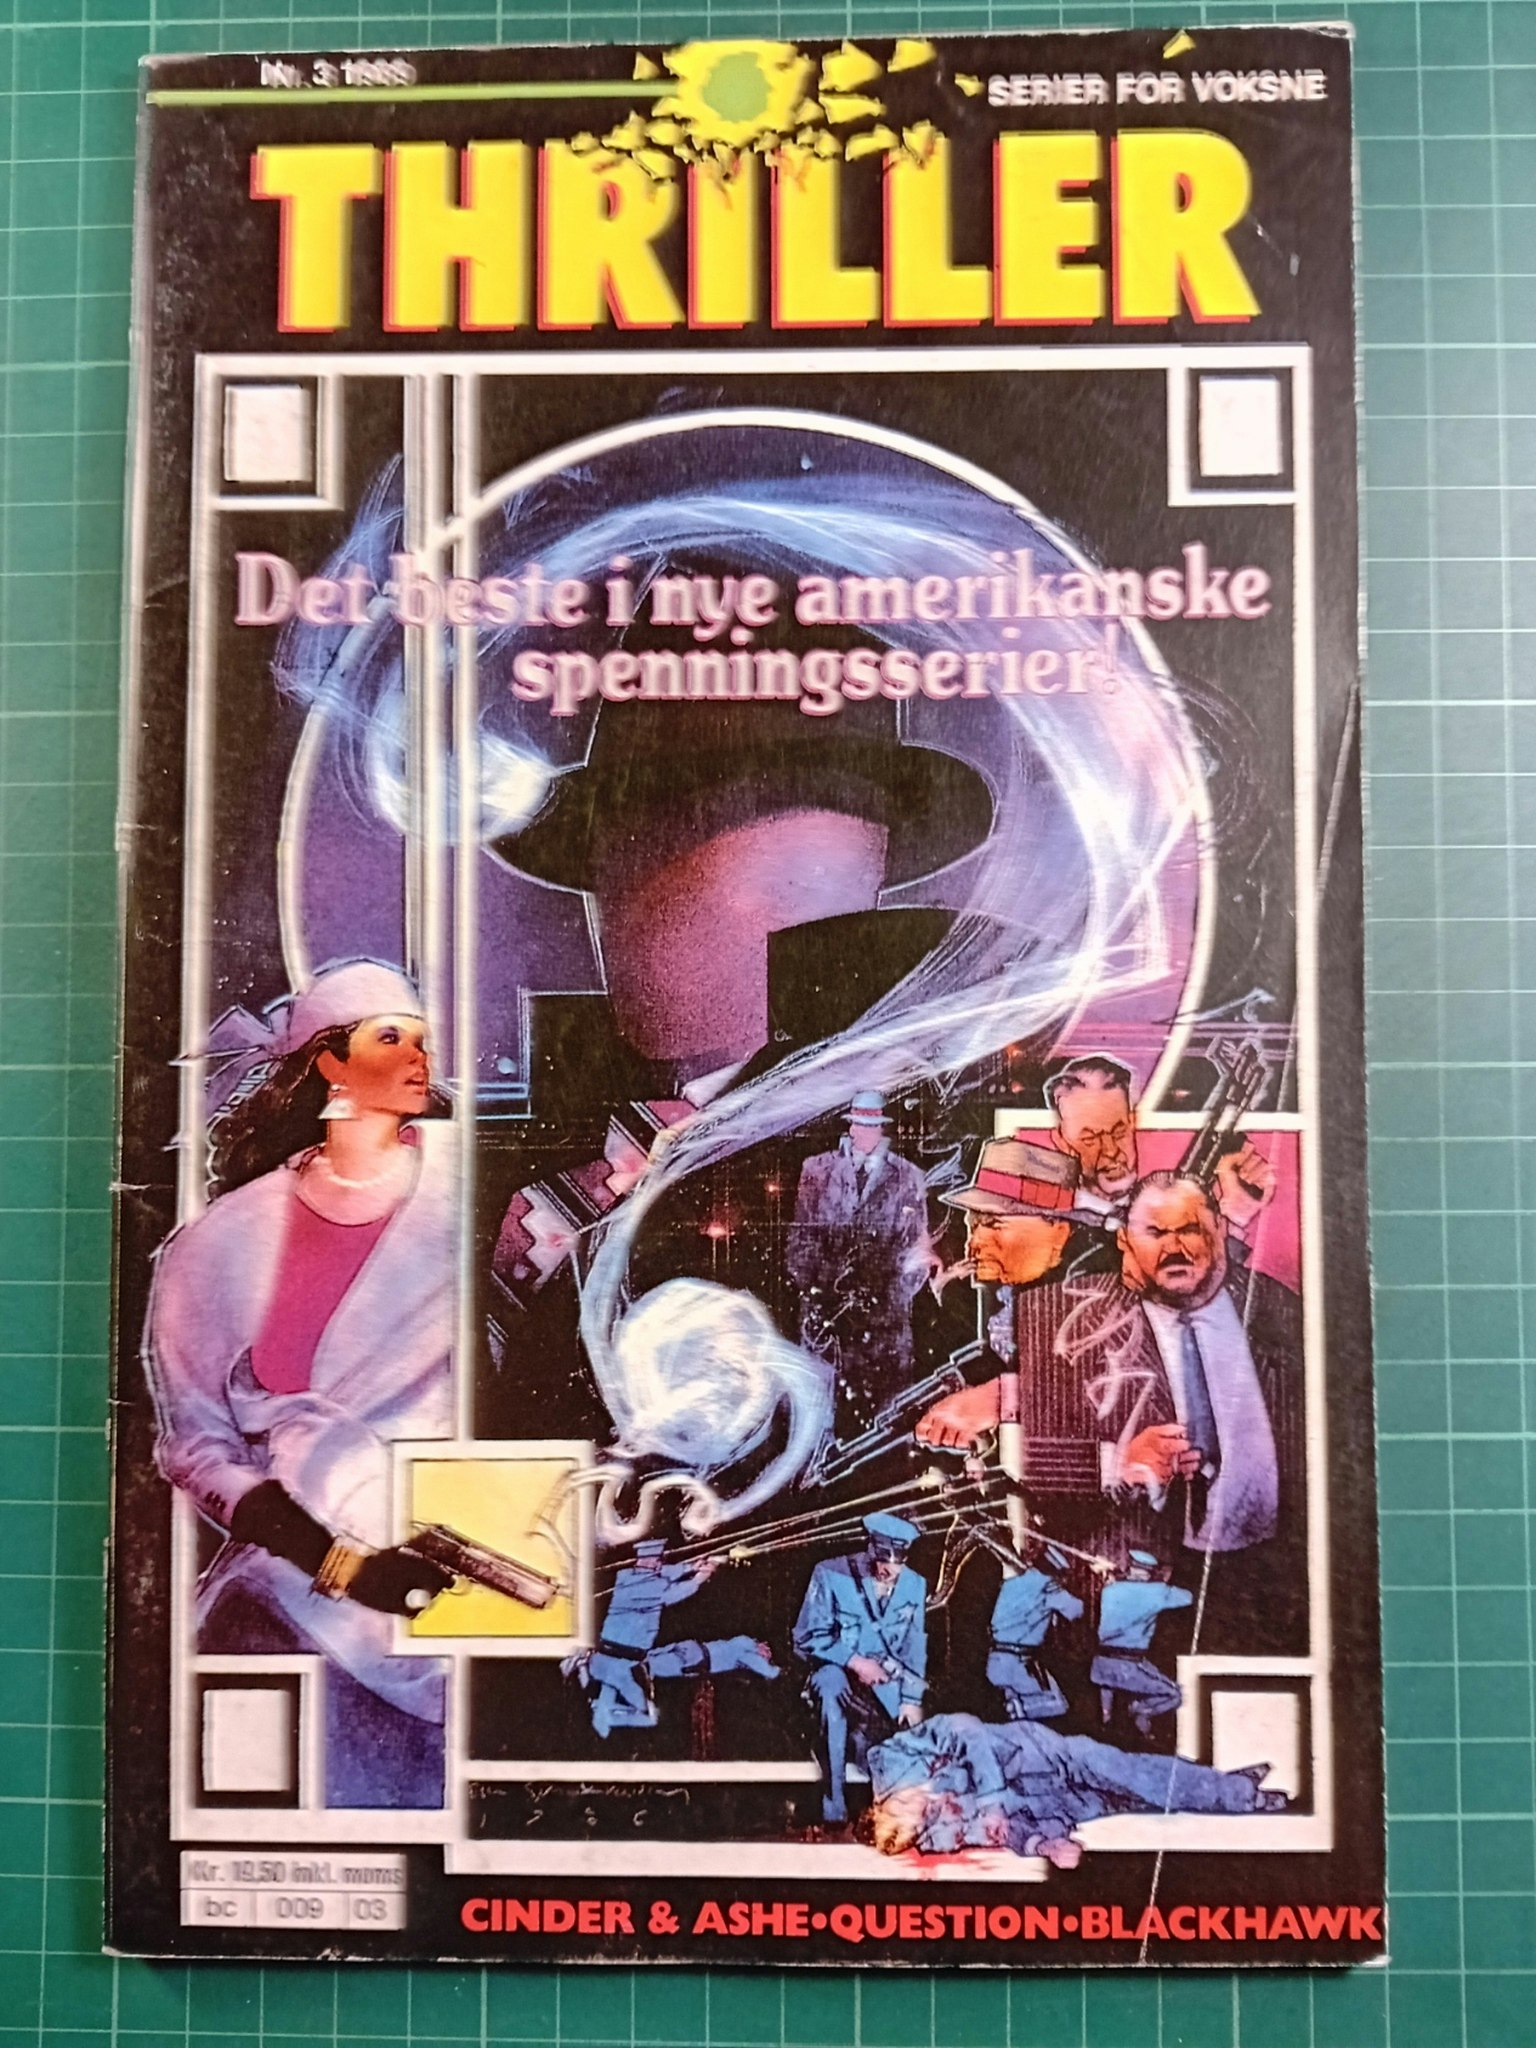 Nr. 3 1988
SERIER FOR VOKSNE
THRILLER
Det beste i nye amerikanske
spenningsserier!
Kr. 19,50 inkl. moms
bc 009 03
CINDER & ASHE•QUESTION•BLACKHAWK